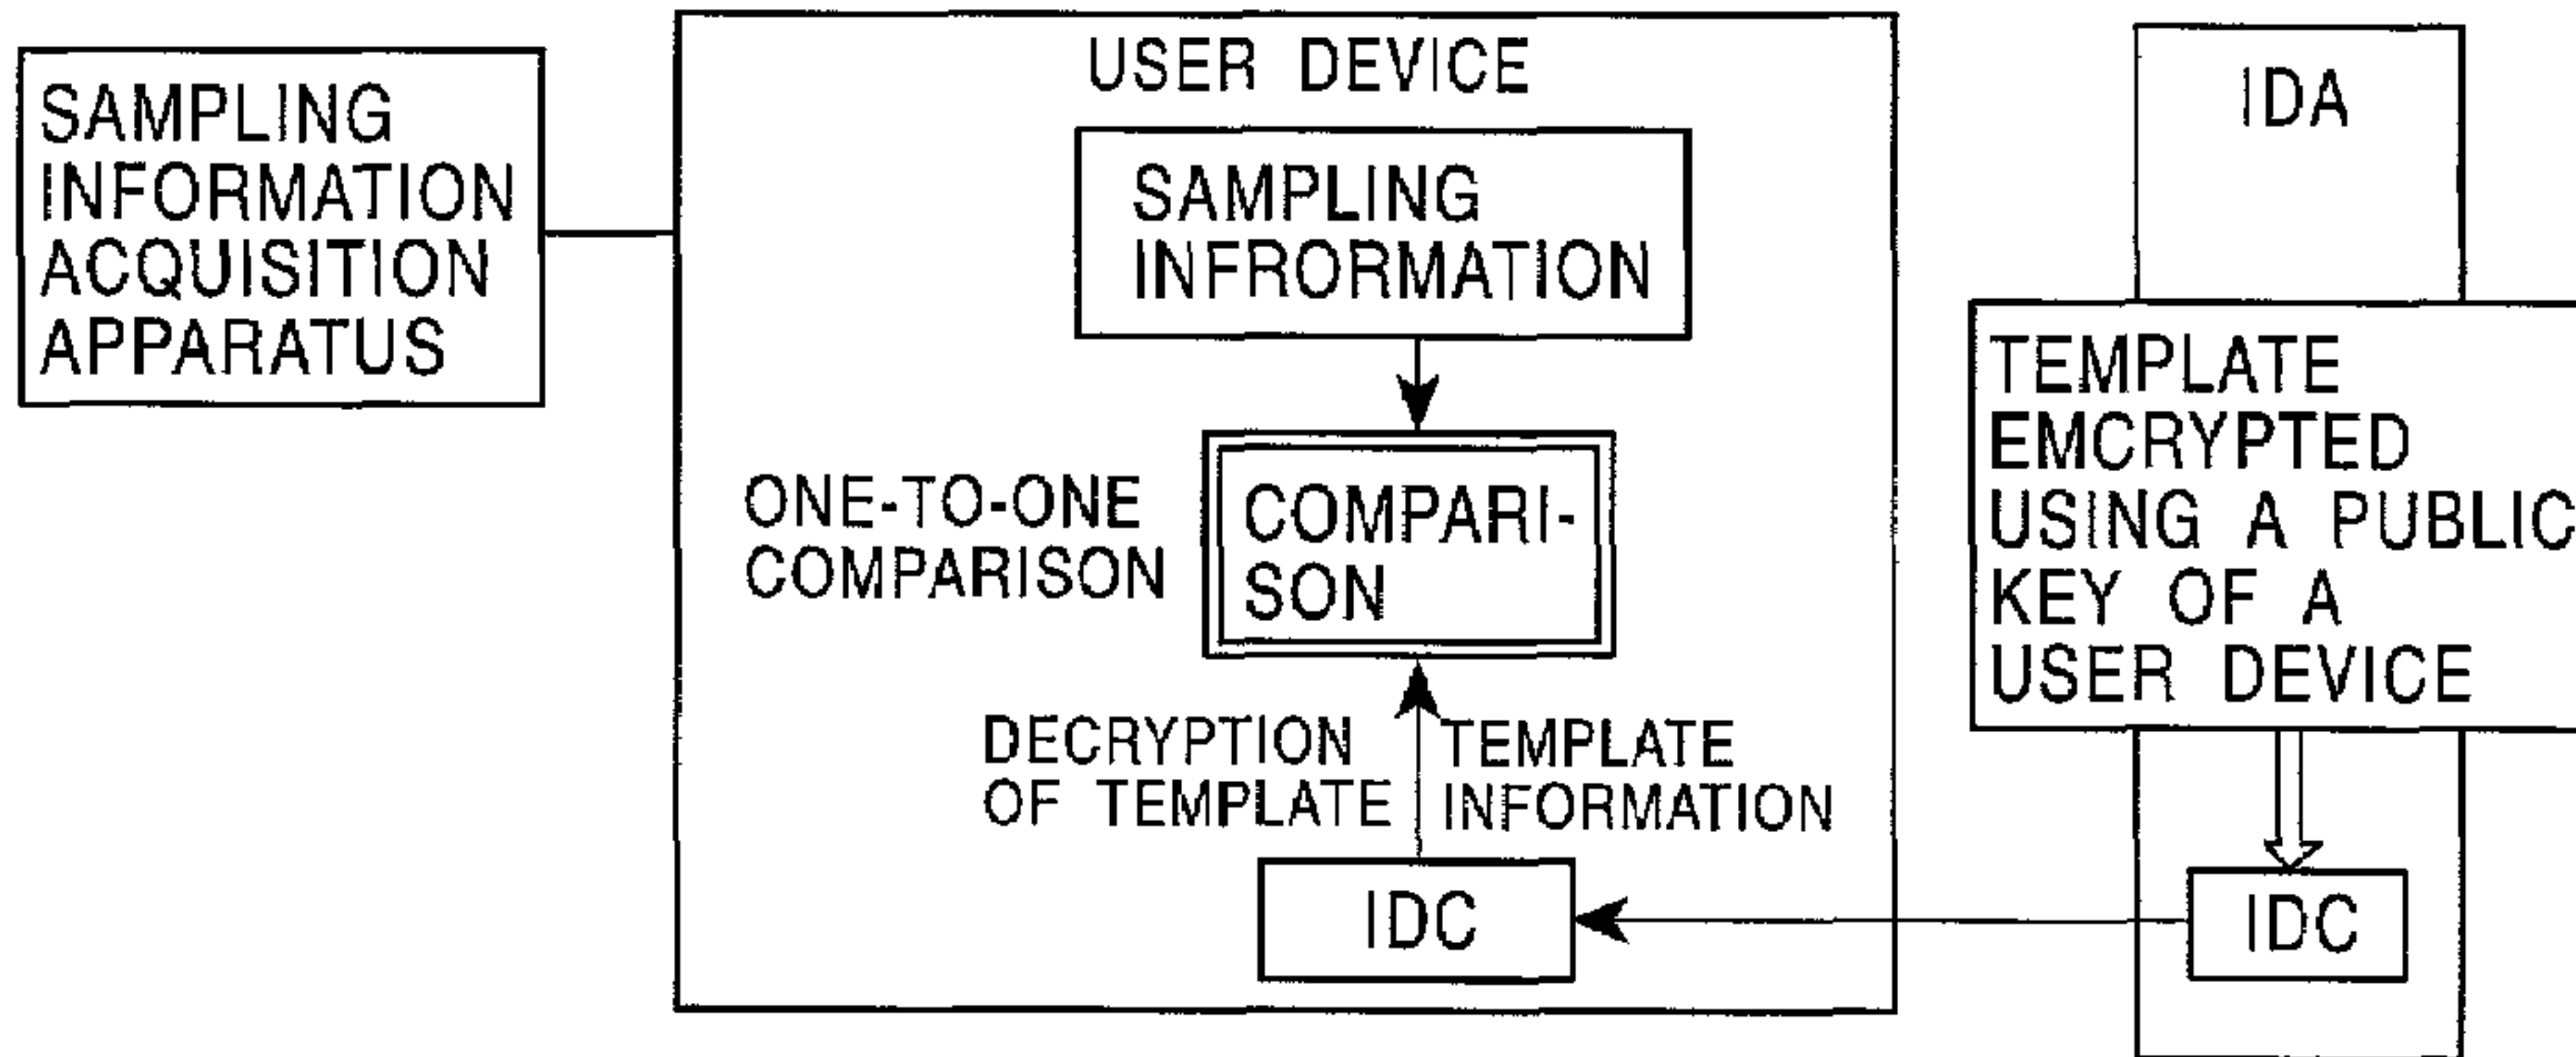 SAMPLING
INFORMATION
ACQUISITION
APPARATUS
USER DEVICE
SAMPLING
INFRORMATION
ONE-TO-ONE
COMPARISON
COMPARI-
SON
DECRYPTION
OF TEMPLATE
TEMPLATE
INFORMATION
IDC
IDA
TEMPLATE
EMCRYPTED
USING A PUBLIC
KEY OF A
USER DEVICE
IDC